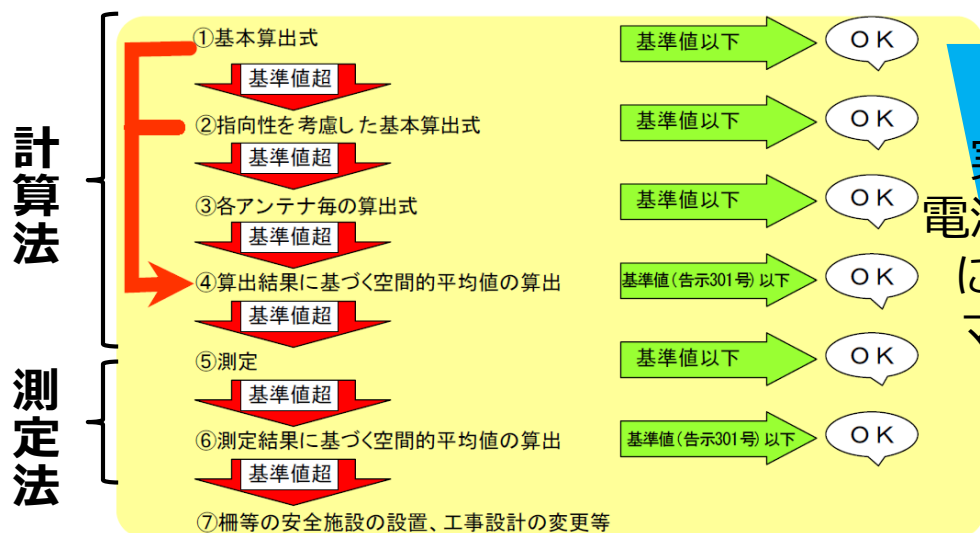 計算法
①基本算出式
基準値以下
ＯＫ
基準値超
②指向性を考慮した基本算出式
基準値以下
ＯＫ
基準値超
③各アンテナ毎の算出式
基準値以下
ＯＫ
基準値超
④算出結果に基づく空間的平均値の算出
基準値（告示301号）以下
ＯＫ
基準値超
測定法
⑤測定
基準値以下
ＯＫ
基準値超
⑥測定結果に基づく空間的平均値の算出
基準値（告示301号）以下
ＯＫ
基準値超
⑦柵等の安全施設の設置、工事設計の変更等
電
に